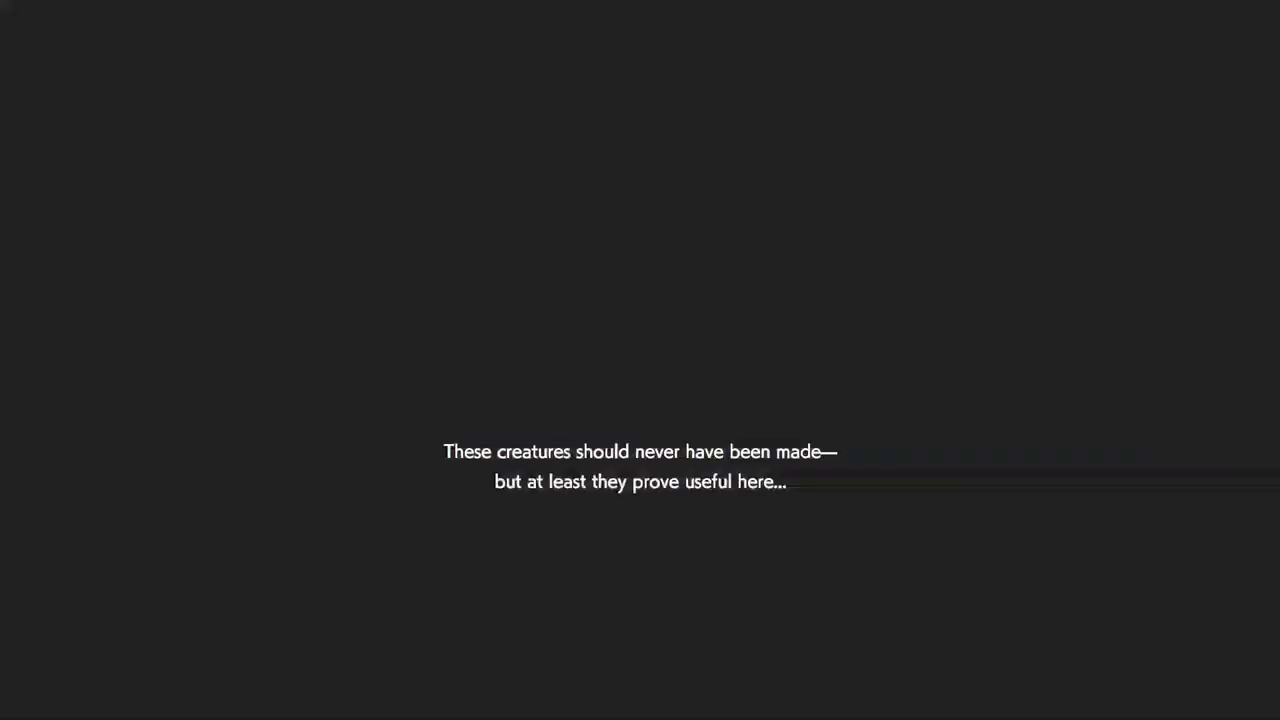 These creatures should never have been made—
but at least they prove useful here...